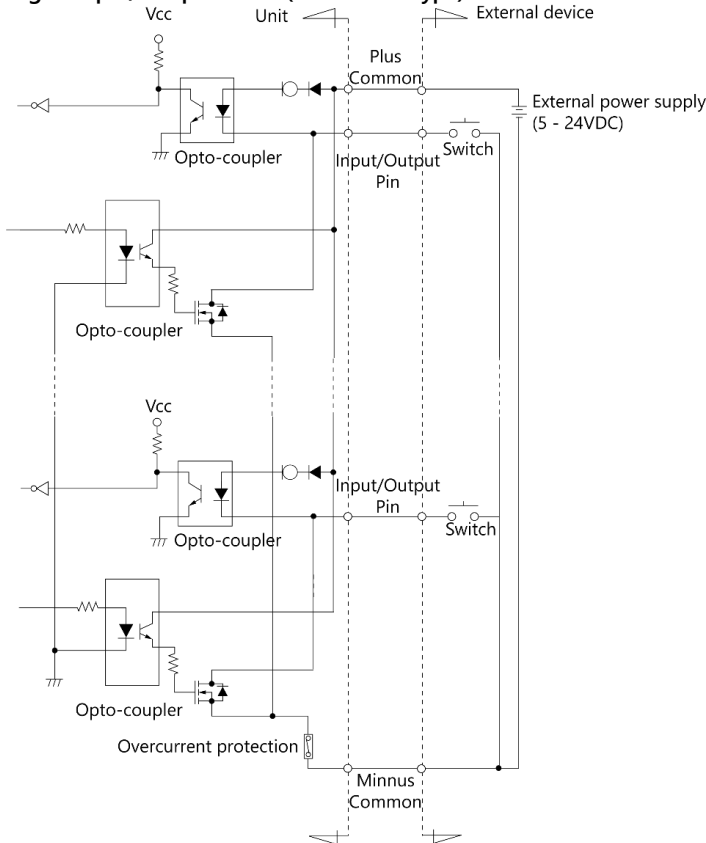 Vcc
Unit
External device
Plus
Common
External power supply
(5 - 24VDC)
Opto-coupler
Input/Output
Pin
Switch
Opto-coupler
Vcc
Input/Output
Pin
Switch
Opto-coupler
Opto-coupler
Overcurrent protection
Minnus
Common